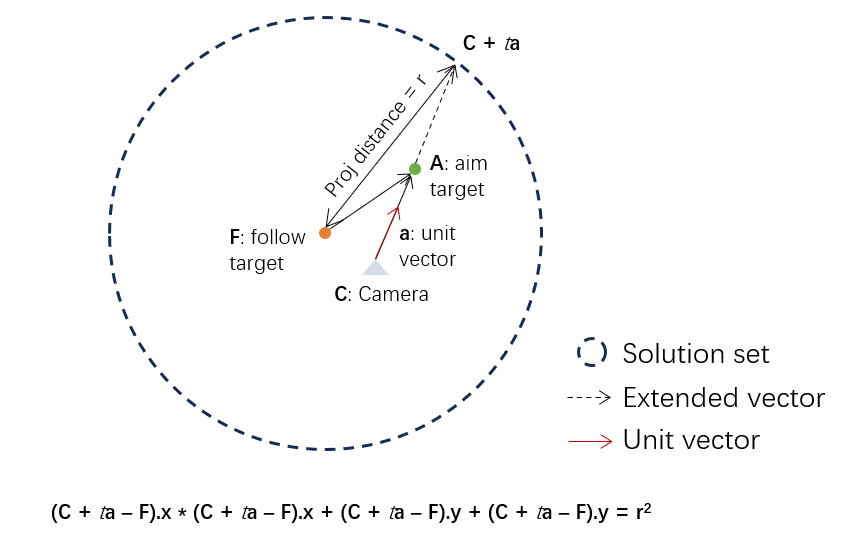 C + ta
Proj distance = r
A: aim
target
F: follow
target
a: unit
vector
C: Camera
Solution set
Extended vector
Unit vector
(C + ta – F).x * (C + ta – F).x + (C + ta – F).y + (C + ta – F).y = r²